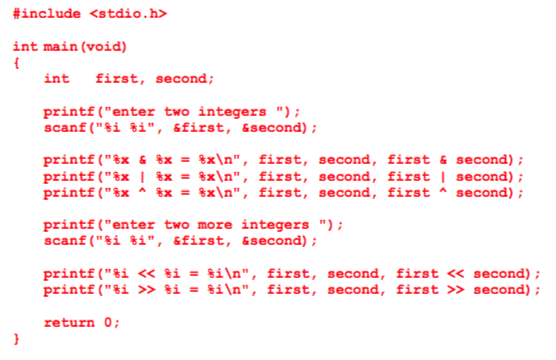 #include <stdio.h>
int main(void)
{
int first, second;
printf("enter two integers ");
scanf("%i %i", &first, &second);
printf("%x & %x = %x\n", first, second, first & second);
printf("%x | %x = %x\n", first, second, first | second);
printf("%x ^ %x = %x\n", first, second, first ^ second);
printf("enter two more integers ");
scanf("%i %i", &first, &second);
printf("%i << %i = %i\n", first, second, first << second);
printf("%i >> %i = %i\n", first, second, first >> second);
return 0;
}